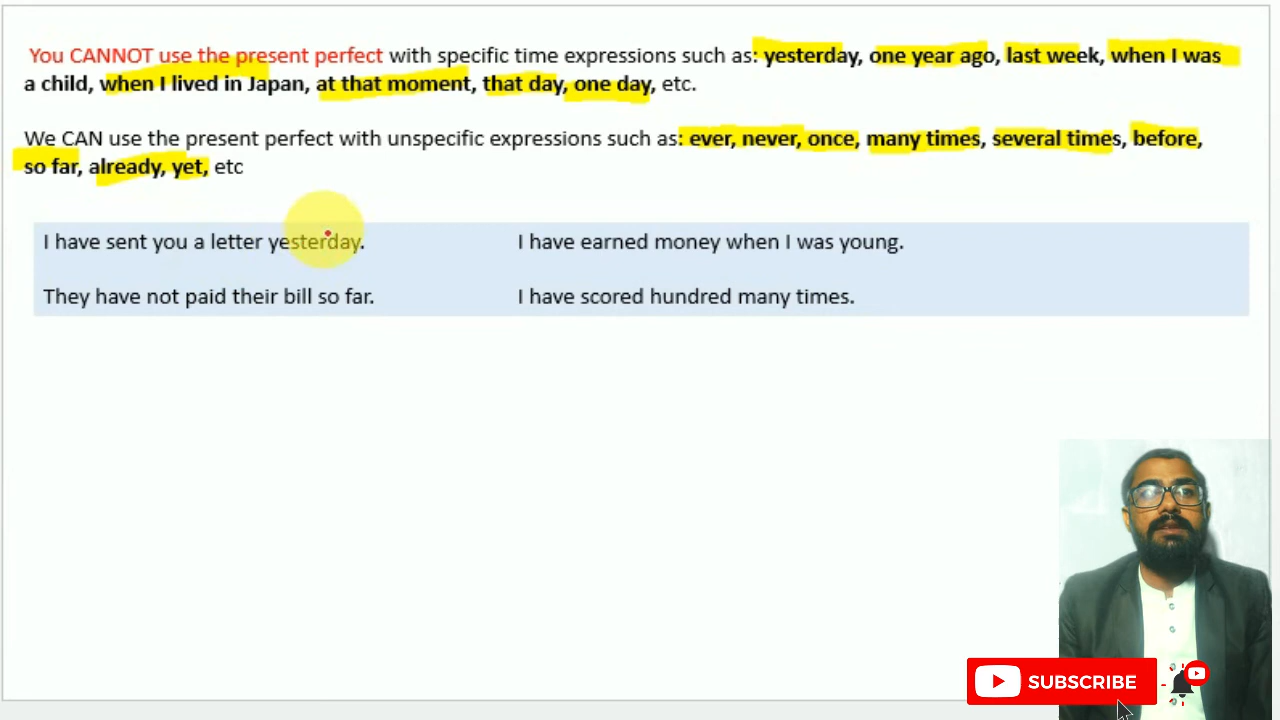 You CANNOT use the present perfect with specific time expressions such as: yesterday, one year ago, last week, when I was
a child, when I lived in Japan, at that moment, that day, one day, etc.
We CAN use the present perfect with unspecific expressions such as: ever, never, once, many times, several times, before,
so far, already, yet, etc
I have sent you a letter yesterday. I have earned money when I was young.
They have not paid their bill so far. I have scored hundred many times.
SUBSCRIBE